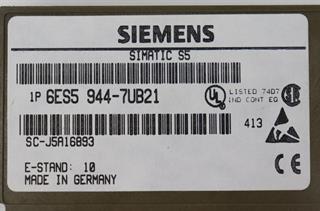 SIEMENS
SIMATIC S5
1P 6ES5 944-7UB21
UL LISTED 74D7
IND CONT EQ
SC-J5A16893
413
E-STAND: 10
MADE IN GERMANY
CE